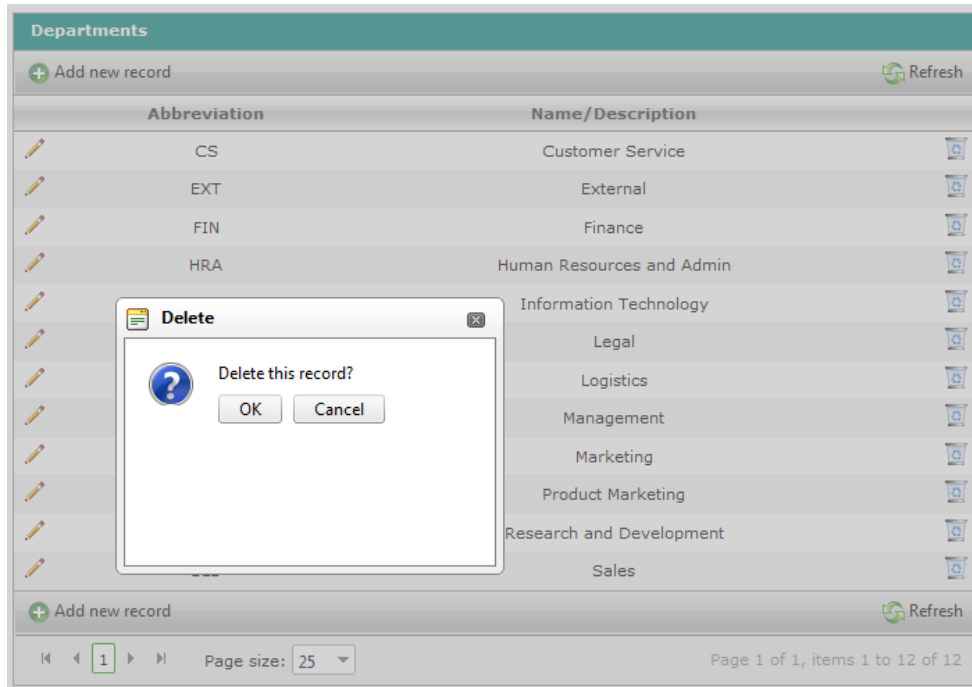 Departments
Add new record Refresh
Abbreviation Name/Description
CS Customer Service
EXT External
FIN Finance
HRA Human Resources and Admin
Information Technology
Delete
Legal
Delete this record?
Logistics
OK Cancel
Management
Marketing
Product Marketing
Research and Development
Sales
Add new record Refresh
1 Page size: 25 Page 1 of 1, items 1 to 12 of 12